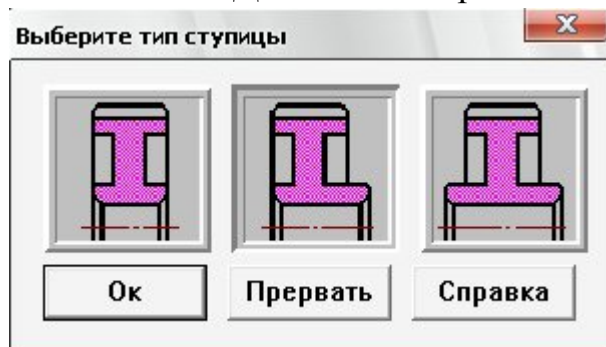 Выберите тип ступицы
Ок
Прервать
Справка